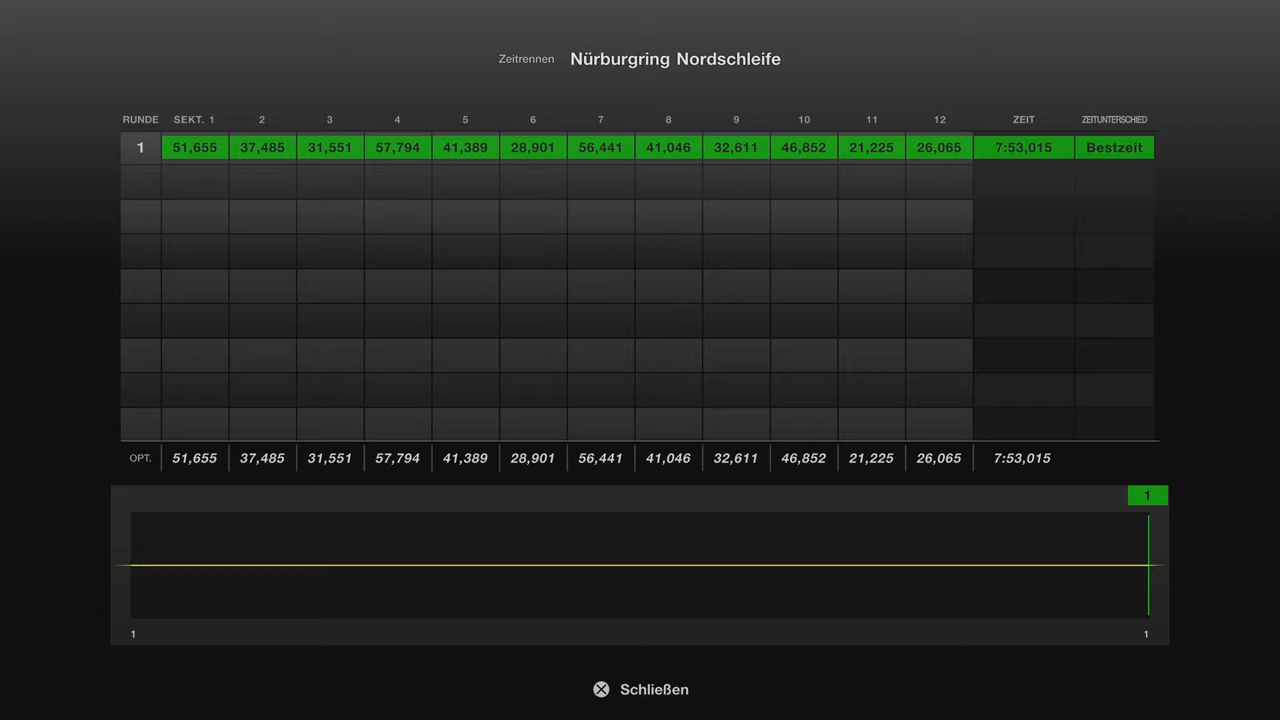 Zeitrennen Nürburgring Nordschleife
RUNDE SEKT. 1 2 3 4 5 6 7 8 9 10 11 12 ZEIT ZEITUNTERSCHIED
1 51,655 37,485 31,551 57,794 41,389 28,901 56,441 41,046 32,611 46,852 21,225 26,065 7:53,015 Bestzeit
OPT. 51,655 37,485 31,551 57,794 41,389 28,901 56,441 41,046 32,611 46,852 21,225 26,065 7:53,015
1
1 1
Schließen